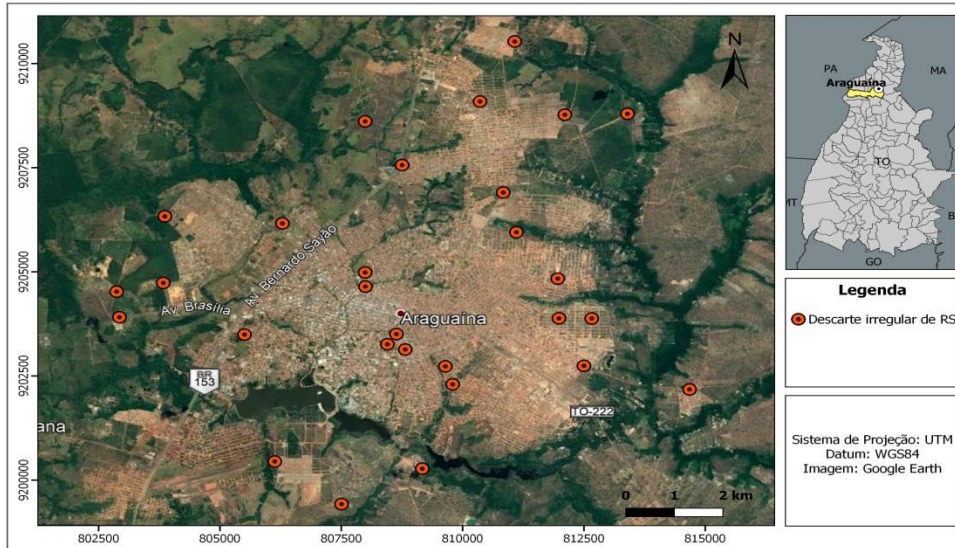 9210000
9207500
9205000
9202500
9200000
802500
805000
807500
810000
812500
815000
N
Av. Bernardo Sayão
Av. Brasília
Araguaína
BR
153
TO-222
ana
0 1 2 km
PA
MA
Araguaína
TO
MT
B
GO
Legenda
Descarte irregular de RS
Sistema de Projeção: UTM
Datum: WGS84
Imagem: Google Earth